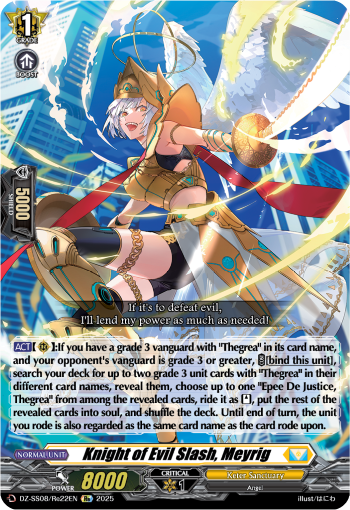 1
GRADE
BOOST
5000
SHIELD
If it's to defeat evil,
I'll lend my power as much as needed!
ACT :If you have a grade 3 vanguard with "Thegrea" in its card name,
and your opponent's vanguard is grade 3 or greater, [bind this unit],
search your deck for up to two grade 3 unit cards with "Thegrea" in their
different card names, reveal them, choose up to one "Epee De Justice,
Thegrea" from among the revealed cards, ride it as [ ], put the rest of
the revealed cards into soul, and shuffle the deck. Until end of turn, the unit
you rode is also regarded as the same card name as the card rode upon.
NORMAL UNIT
Knight of Evil Slash, Meyrig
POWER 8000
CRITICAL
1
Keter Sanctuary
Angel
DZ-SS08/Re22EN Re 2025
illust/はにわ